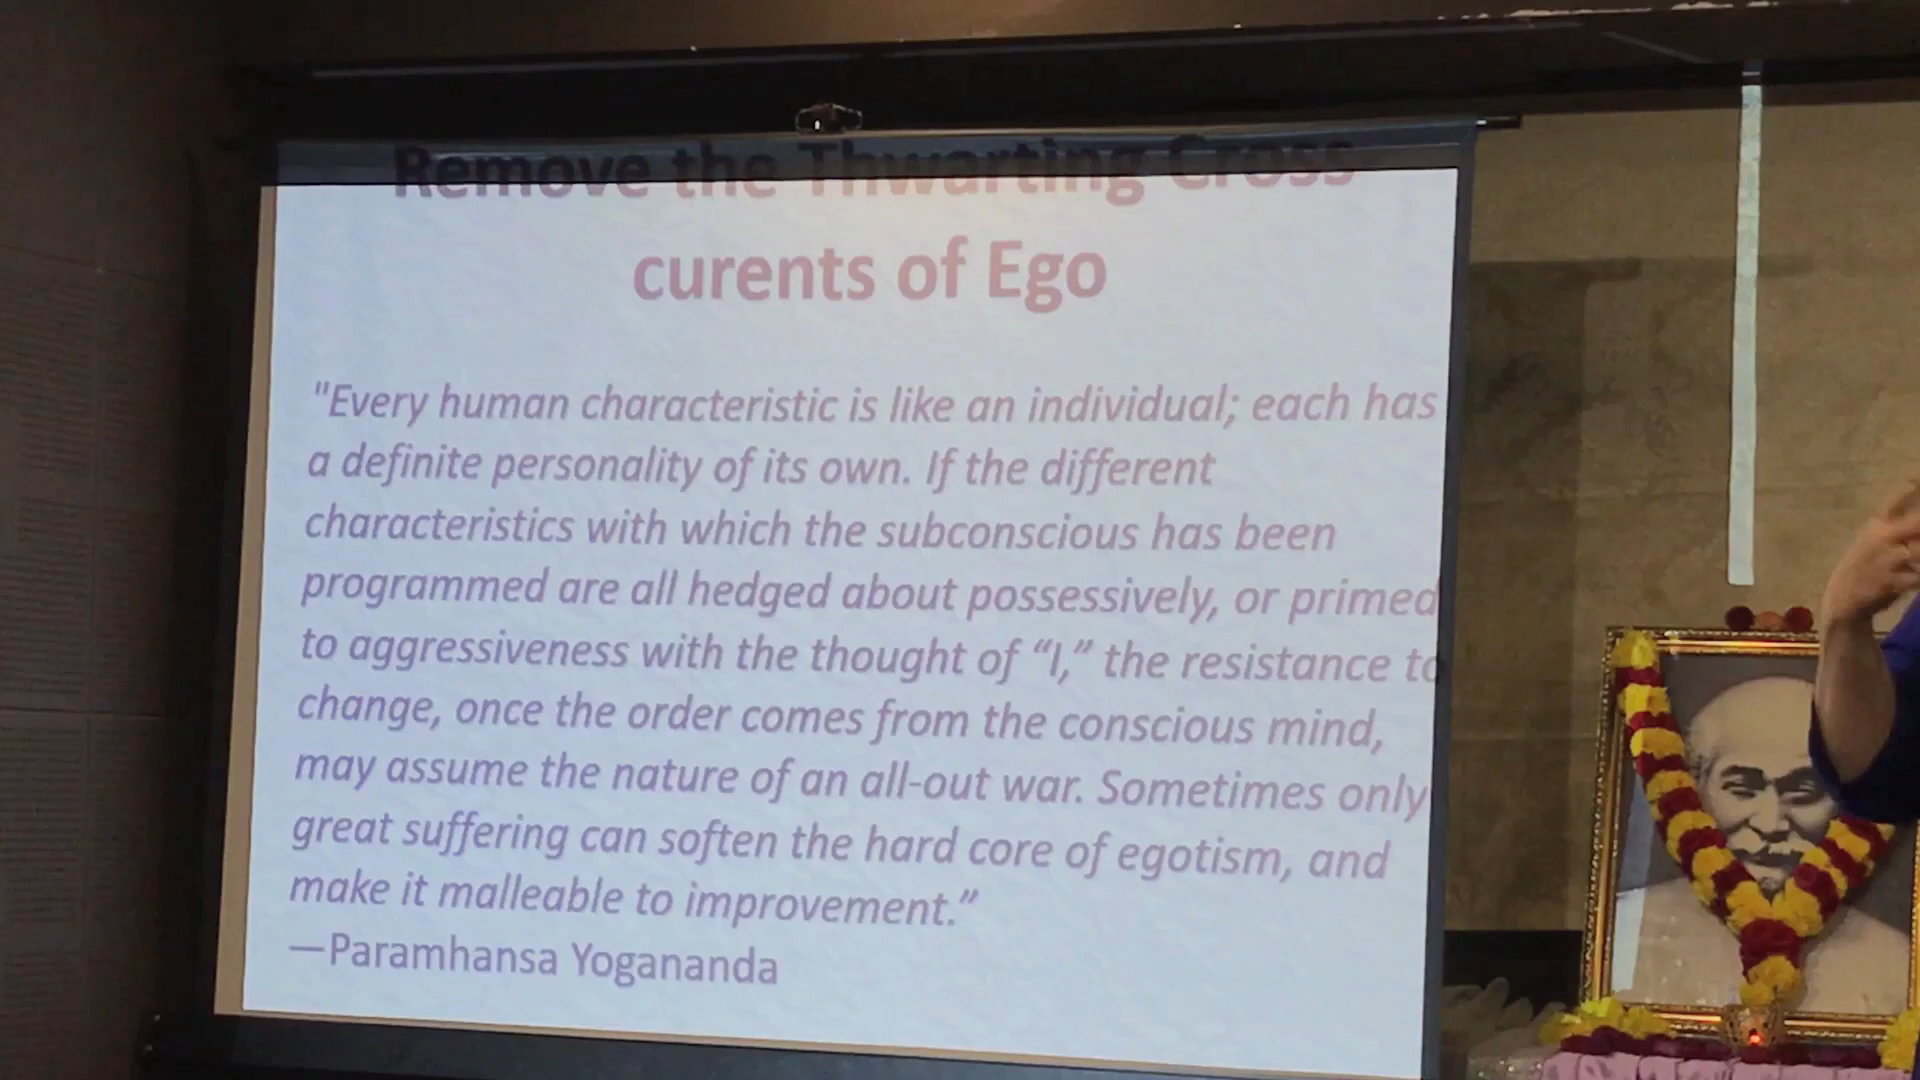 Remove the Thwarting Cross
curents of Ego
"Every human characteristic is like an individual; each has
a definite personality of its own. If the different
characteristics with which the subconscious has been
programmed are all hedged about possessively, or primed
to aggressiveness with the thought of “I,” the resistance to
change, once the order comes from the conscious mind,
may assume the nature of an all-out war. Sometimes only
great suffering can soften the hard core of egotism, and
make it malleable to improvement.”
—Paramhansa Yogananda